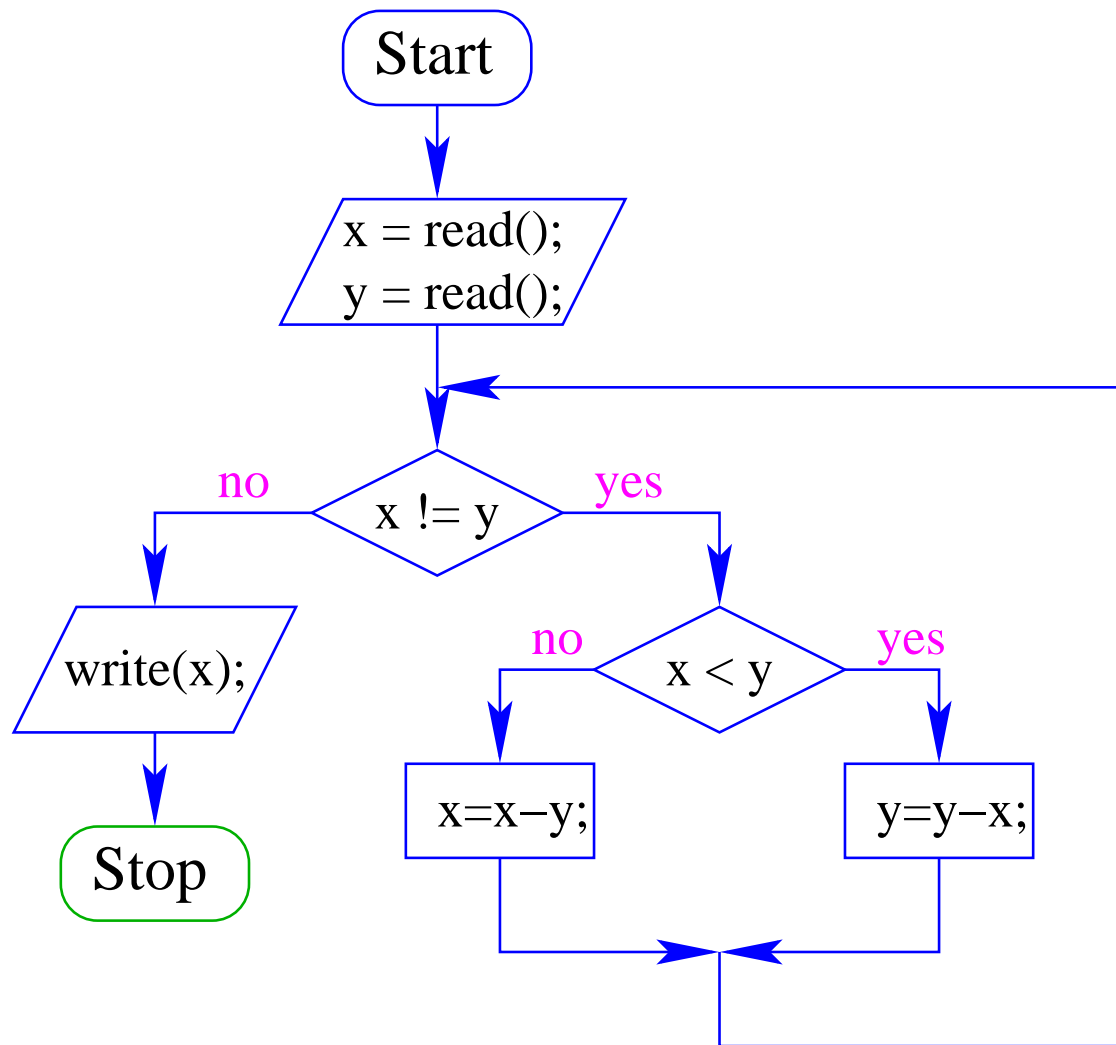 Start
x = read();
y = read();
no
yes
x != y
no
yes
write(x);
x < y
x=x−y;
y=y−x;
Stop